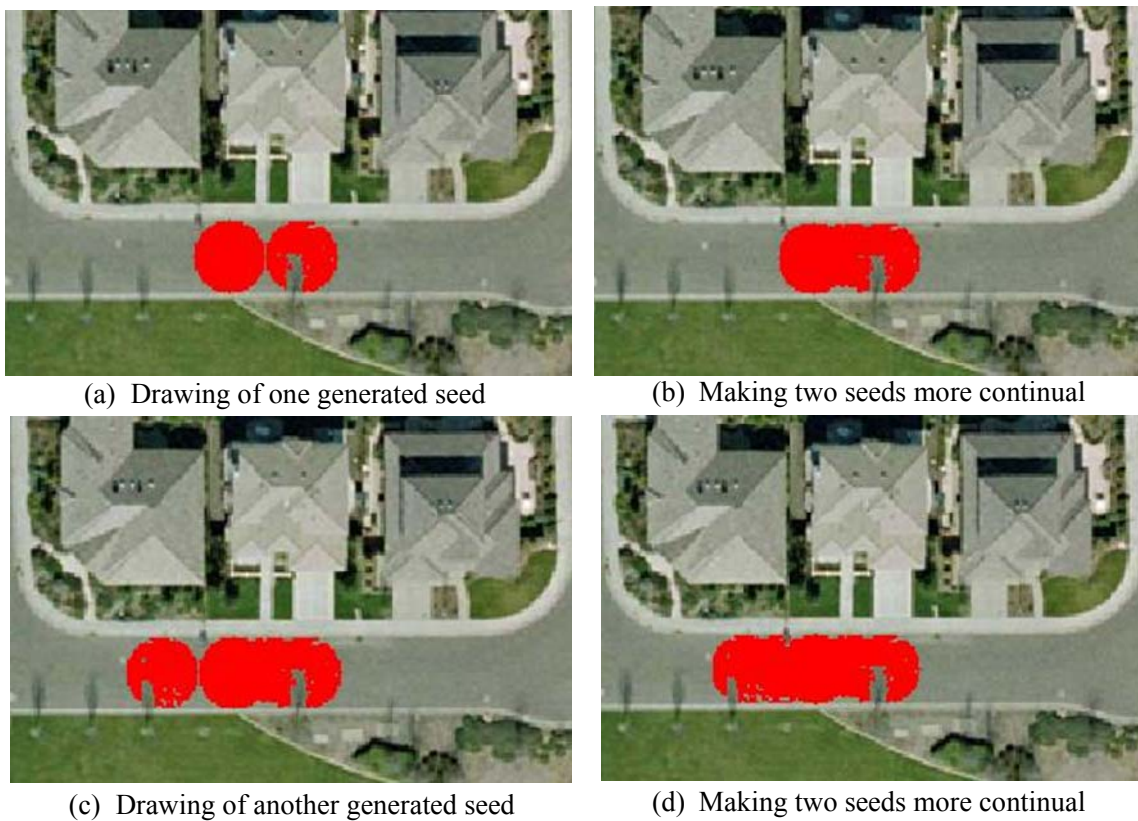 (a) Drawing of one generated seed
(b) Making two seeds more continual
(c) Drawing of another generated seed
(d) Making two seeds more continual